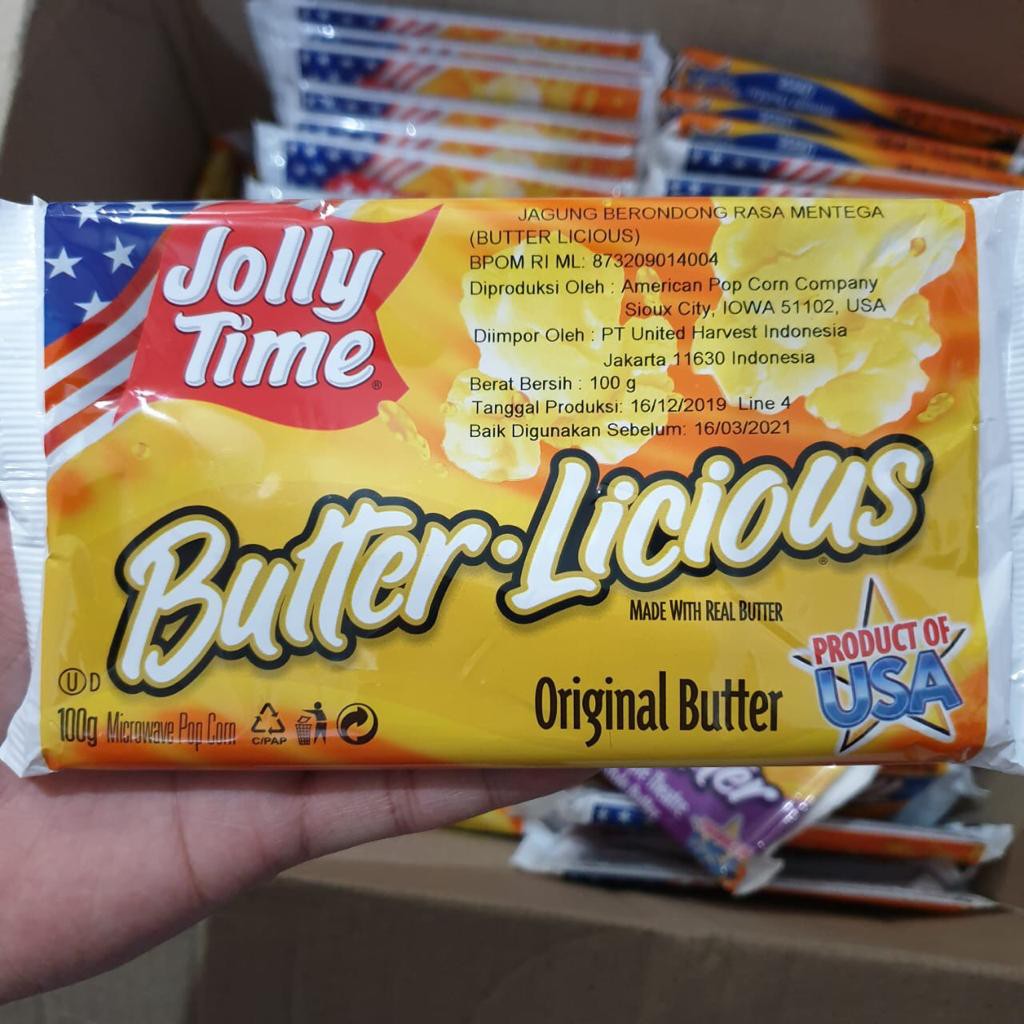 Jolly
Time®
JAGUNG BERONDONG RASA MENTEGA
(BUTTER LICIOUS)
BPOM RI ML: 873209014004
Diproduksi Oleh : American Pop Corn Company
Sioux City, IOWA 51102, USA
Diimpor Oleh : PT United Harvest Indonesia
Jakarta 11630 Indonesia
Berat Bersih : 100 g
Tanggal Produksi: 16/12/2019 Line 4
Baik Digunakan Sebelum: 16/03/2021
Butter·Licious®
MADE WITH REAL BUTTER
PRODUCT OF
USA
Original Butter
Ⓤ D
100g Microwave Pop Corn
C/PAP